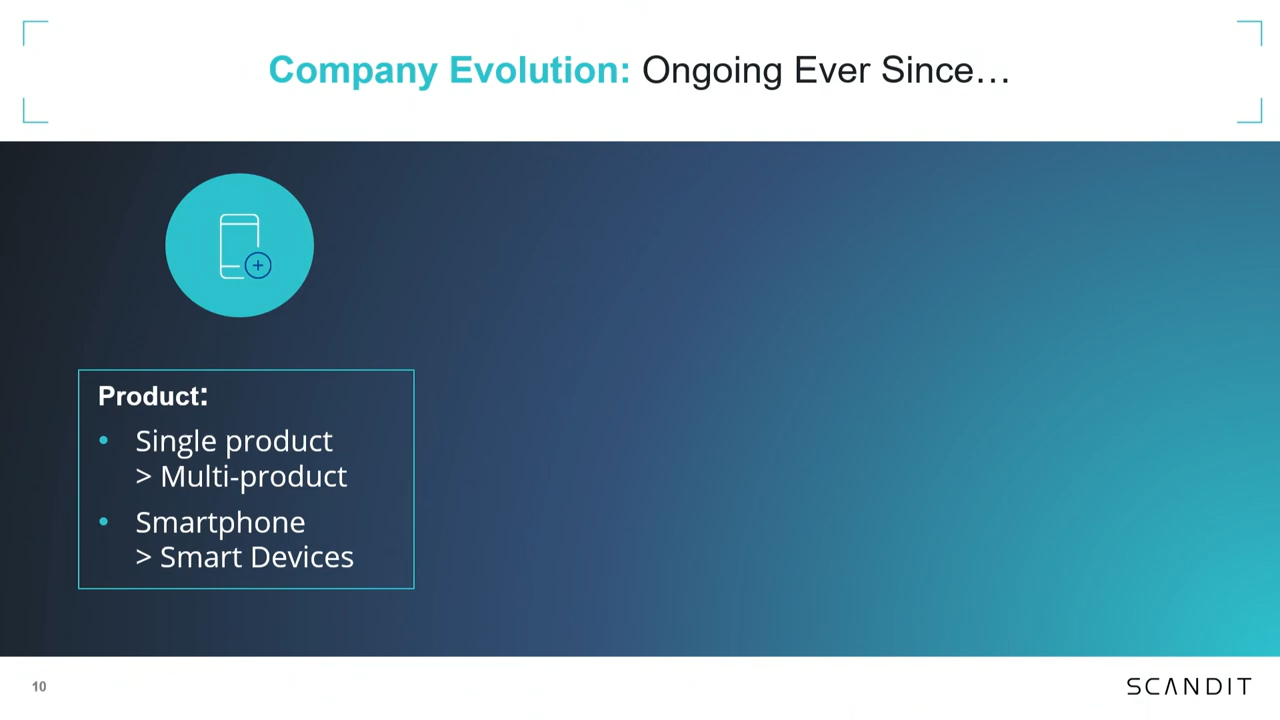 Company Evolution: Ongoing Ever Since…
Product:
• Single product
> Multi-product
• Smartphone
> Smart Devices
10
SCANDIT